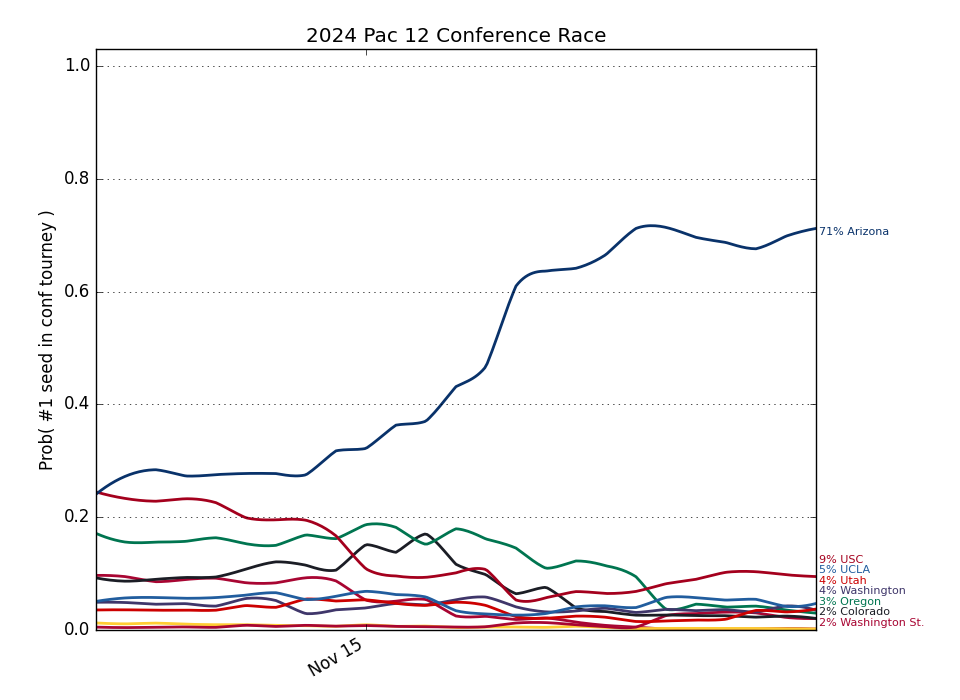 2024 Pac 12 Conference Race
Prob( #1 seed in conf tourney )
1.0
0.8
0.6
0.4
0.2
0.0
Nov 15
71% Arizona
9% USC
5% UCLA
4% Utah
4% Washington
3% Oregon
2% Washington St.